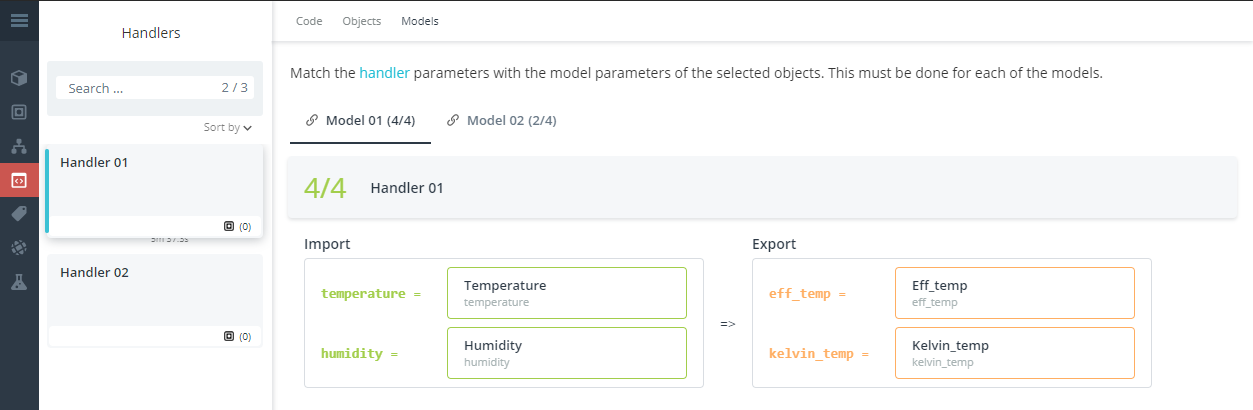 Handlers
Search ...
2 / 3
Sort by
Handler 01
(0)
5m 37.3s
Handler 02
(0)
Code Objects Models
Match the handler parameters with the model parameters of the selected objects. This must be done for each of the models.
Model 01 (4/4) Model 02 (2/4)
4/4 Handler 01
Import
temperature =
Temperature
temperature
humidity =
Humidity
humidity
=>
Export
eff_temp =
Eff_temp
eff_temp
kelvin_temp =
Kelvin_temp
kelvin_temp